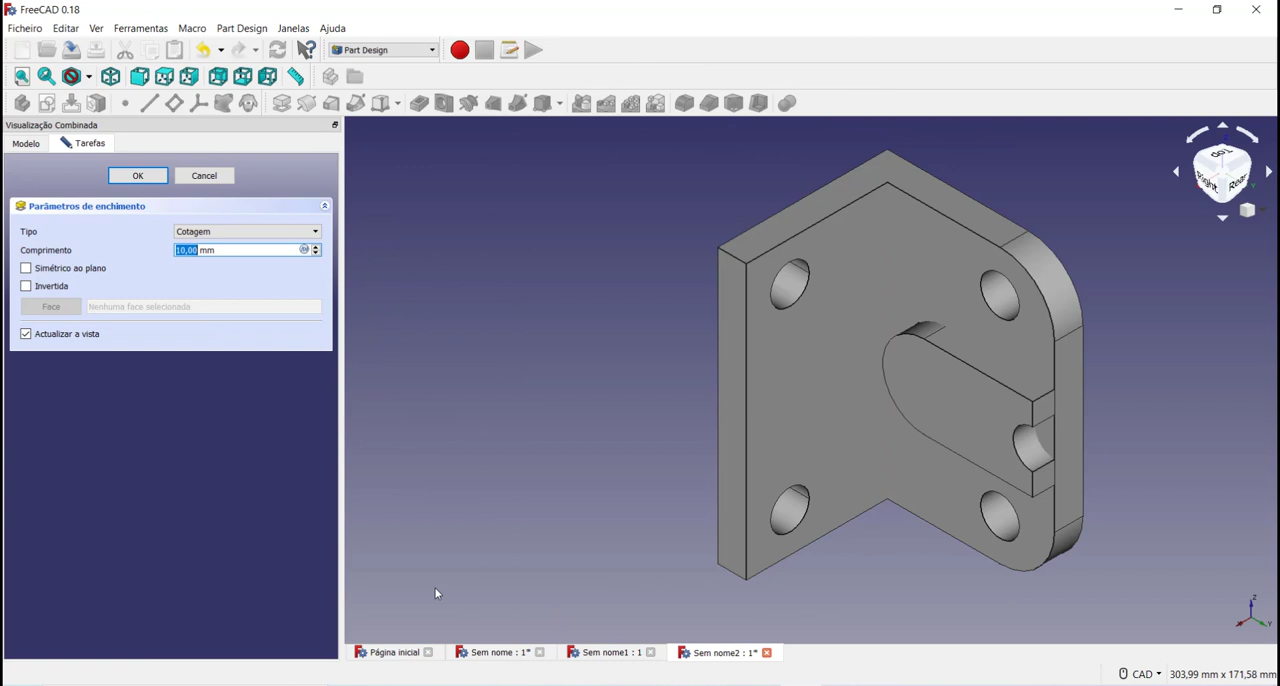 FreeCAD 0.18
Ficheiro Editar Ver Ferramentas Macro Part Design Janelas Ajuda
Part Design
Visualização Combinada
Modelo Tarefas
OK Cancel
Parâmetros de enchimento
Tipo Cotagem
Comprimento 10,00 mm
Simétrico ao plano
Invertida
Face Nenhuma face selecionada
Actualizar a vista
Top
Right Rear
Y
Z
Y
Página inicial Sem nome : 1* Sem nome1 : 1 Sem nome2 : 1*
CAD 303,99 mm x 171,58 mm